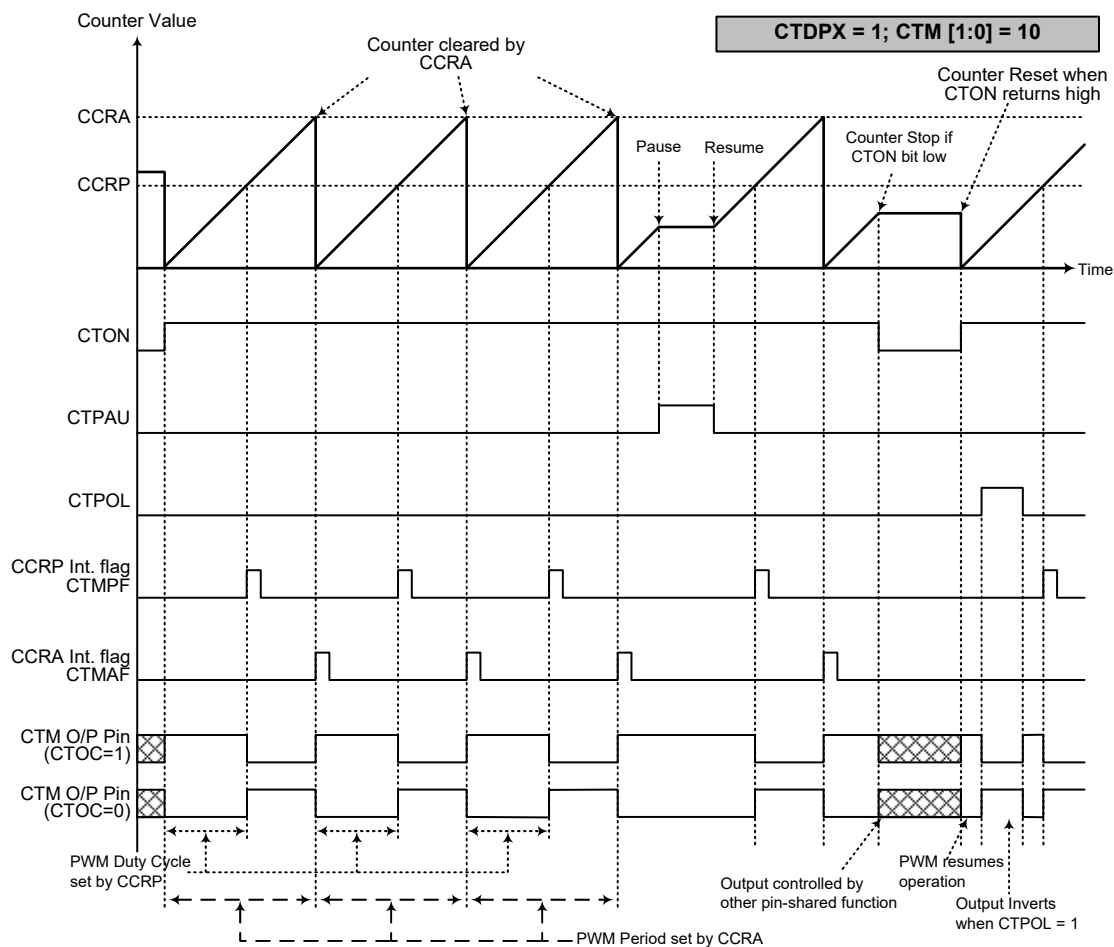 Counter Value
CTDPX = 1; CTM [1:0] = 10
Counter cleared by
CCRA
Counter Reset when
CTON returns high
CCRA
Pause
Resume
Counter Stop if
CTON bit low
CCRP
Time
CTON
CTPAU
CTPOL
CCRP Int. flag
CTMPF
CCRA Int. flag
CTMAF
CTM O/P Pin
(CTOC=1)
CTM O/P Pin
(CTOC=0)
PWM Duty Cycle
set by CCRP
Output controlled by
other pin-shared function
PWM resumes
operation
Output Inverts
when CTPOL = 1
PWM Period set by CCRA